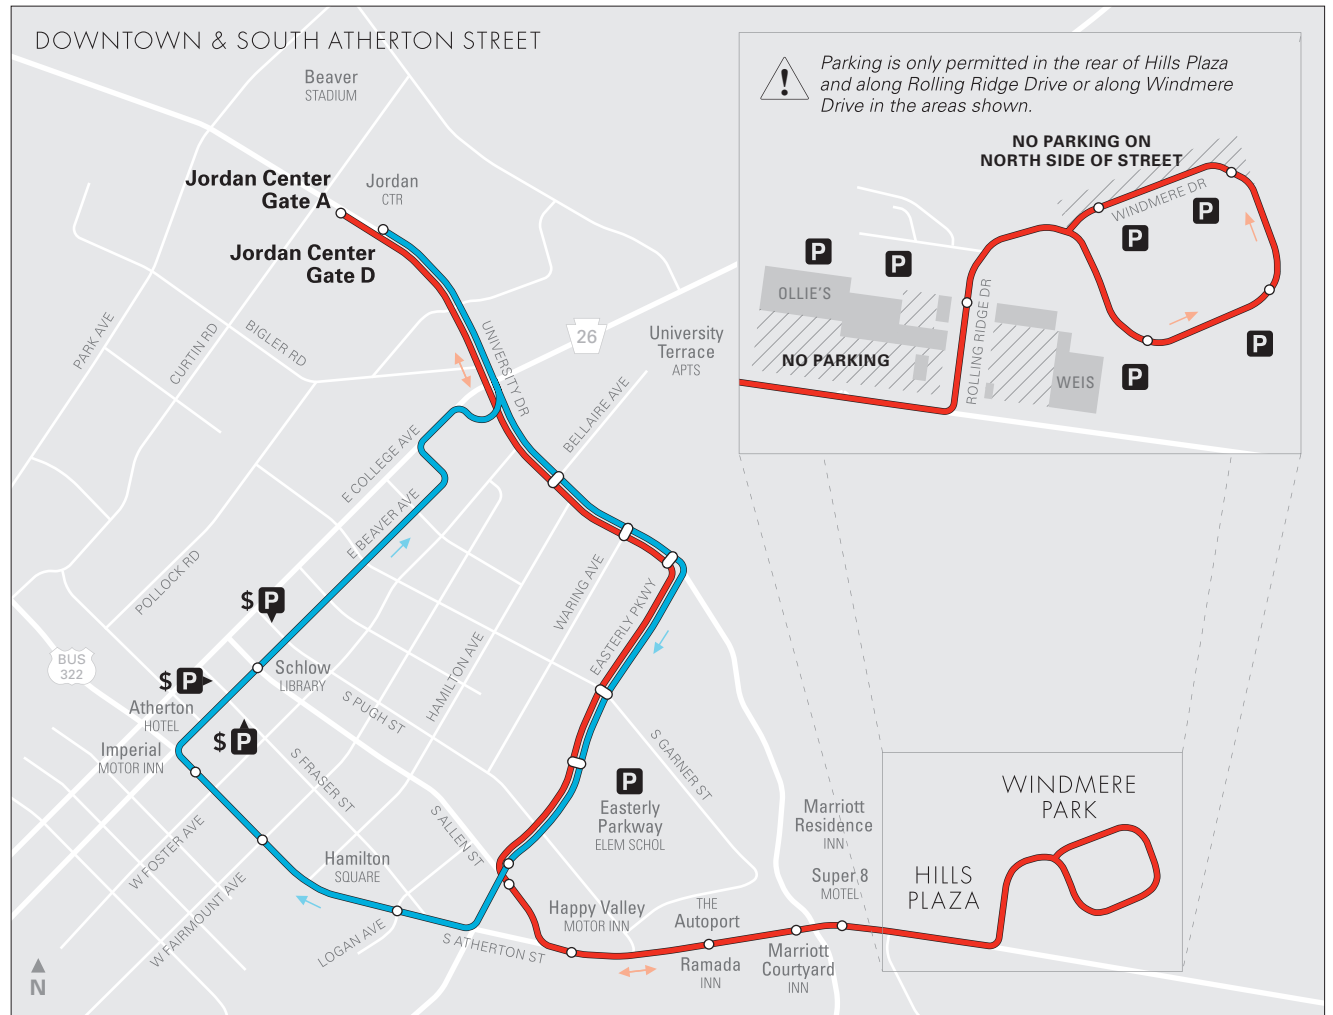 DOWNTOWN & SOUTH ATHERTON STREET
Beaver
STADIUM
Jordan Center
Gate A
Jordan
CTR
Jordan Center
Gate D
PARK AVE
CURTIN RD
BIGLER RD
UNIVERSITY DR
26
University
Terrace
APTS
BELLAIRE AVE
E COLLEGE AVE
E BEAVER AVE
POLLOCK RD
WARING AVE
EASTERLY PKWY
HAMILTON AVE
$ P
BUS
322
$ P
Schlow
LIBRARY
Atherton
HOTEL
$ P
S PUGH ST
Imperial
MOTOR INN
S FRASER ST
S GARNER ST
P
Easterly
Parkway
ELEM SCHOL
S ALLEN ST
W FOSTER AVE
Hamilton
SQUARE
W FAIRMOUNT AVE
LOGAN AVE
S ATHERTON ST
Happy Valley
MOTOR INN
THE
Autoport
Ramada
INN
Marriott
Residence
INN
Super 8
MOTEL
Marriott
Courtyard
INN
HILLS
PLAZA
WINDMERE
PARK
N
!
Parking is only permitted in the rear of Hills Plaza
and along Rolling Ridge Drive or along Windmere
Drive in the areas shown.
NO PARKING ON
NORTH SIDE OF STREET
WINDMERE DR
P
P
P
P
OLLIE'S
NO PARKING
ROLLING RIDGE DR
WEIS
P
P